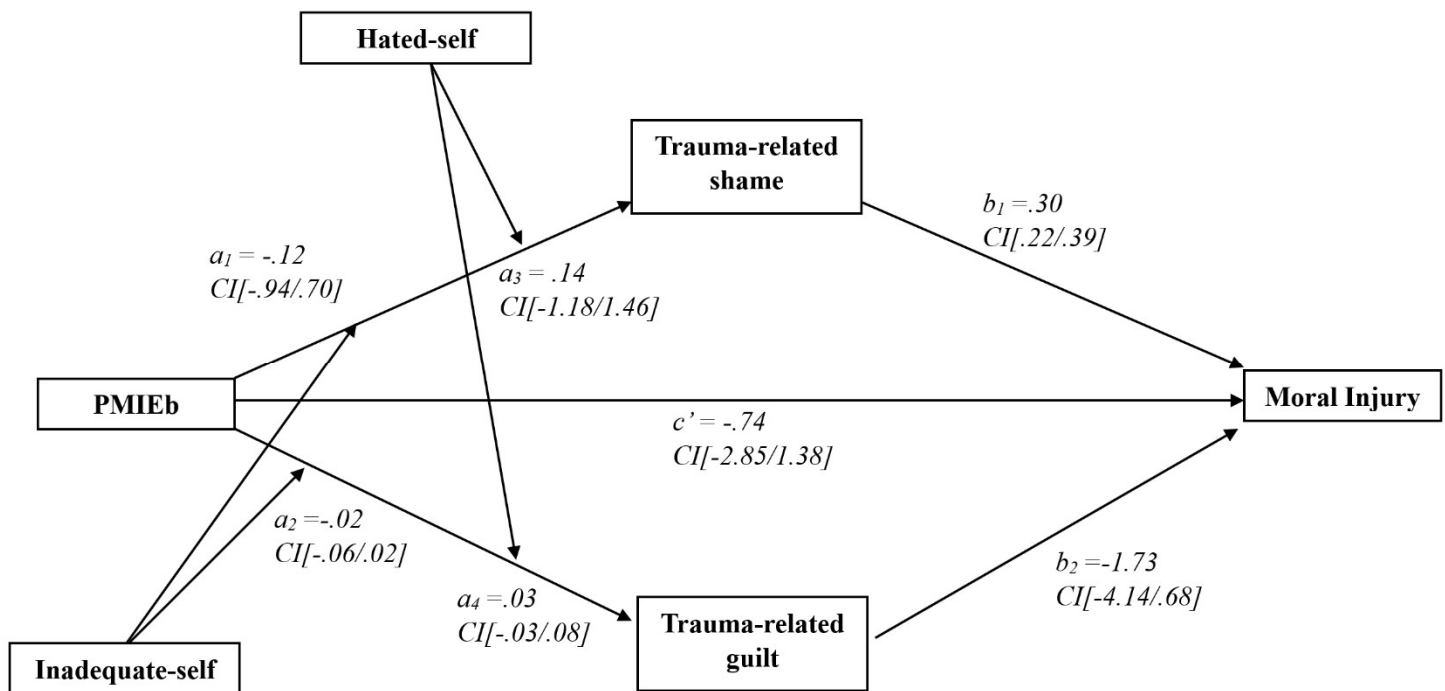 Hated-self
Trauma-related
shame
b₁ =.30
CI[.22/.39]
a₁ = -.12
CI[-.94/.70]
a₃ = .14
CI[-1.18/1.46]
PMIEb
Moral Injury
c’ = -.74
CI[-2.85/1.38]
a₂ =-.02
CI[-.06/.02]
b₂ =-1.73
CI[-4.14/.68]
a₄ =.03
CI[-.03/.08]
Trauma-related
guilt
Inadequate-self